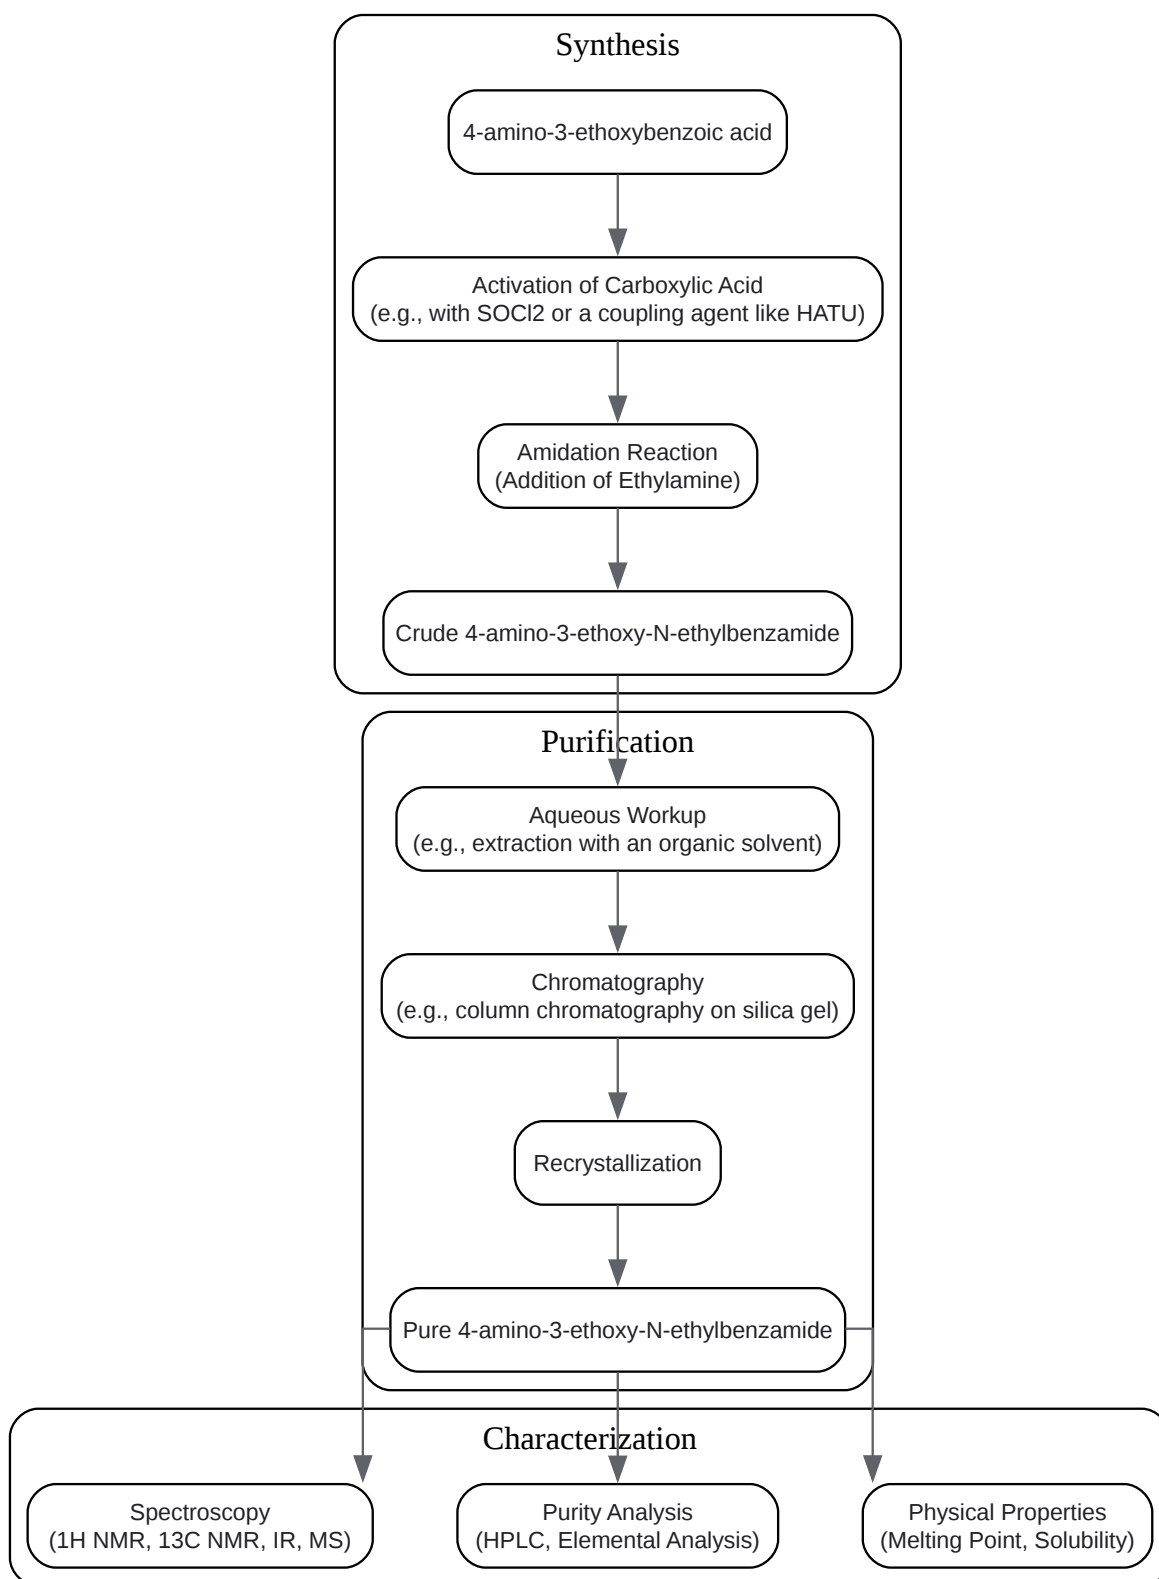 Synthesis
4-amino-3-ethoxybenzoic acid
Activation of Carboxylic Acid
(e.g., with SOCl2 or a coupling agent like HATU)
Amidation Reaction
(Addition of Ethylamine)
Crude 4-amino-3-ethoxy-N-ethylbenzamide
Purification
Aqueous Workup
(e.g., extraction with an organic solvent)
Chromatography
(e.g., column chromatography on silica gel)
Recrystallization
Pure 4-amino-3-ethoxy-N-ethylbenzamide
Characterization
Spectroscopy
(1H NMR, 13C NMR, IR, MS)
Purity Analysis
(HPLC, Elemental Analysis)
Physical Properties
(Melting Point, Solubility)